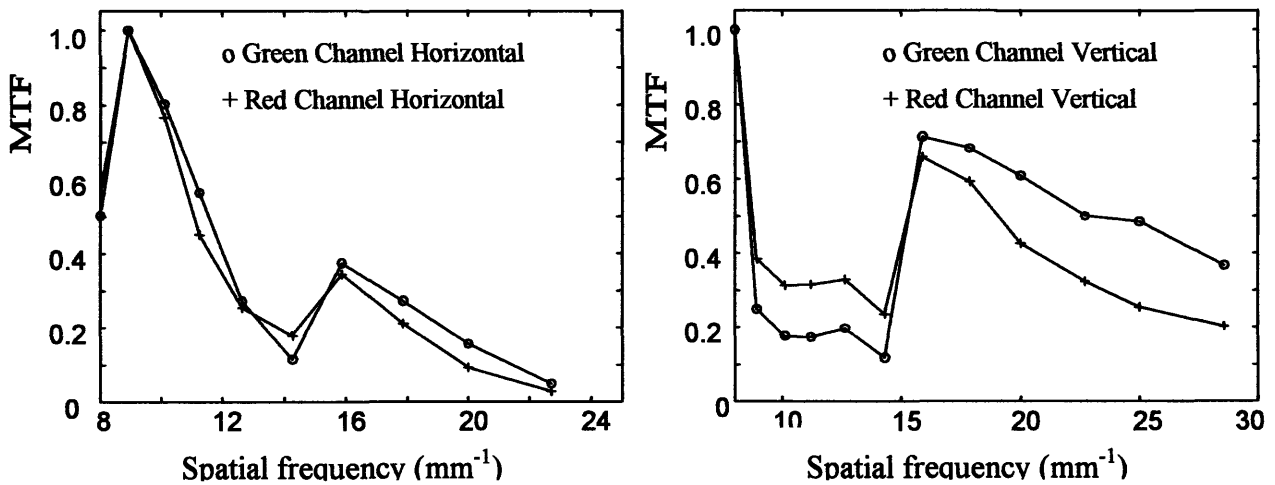 MTF
1.0
0.8
0.6
0.4
0.2
0
o Green Channel Horizontal
+ Red Channel Horizontal
8
12
16
20
24
Spatial frequency (mm-1)
MTF
1.0
0.8
0.6
0.4
0.2
0
o Green Channel Vertical
+ Red Channel Vertical
10
15
20
25
30
Spatial frequency (mm-1)